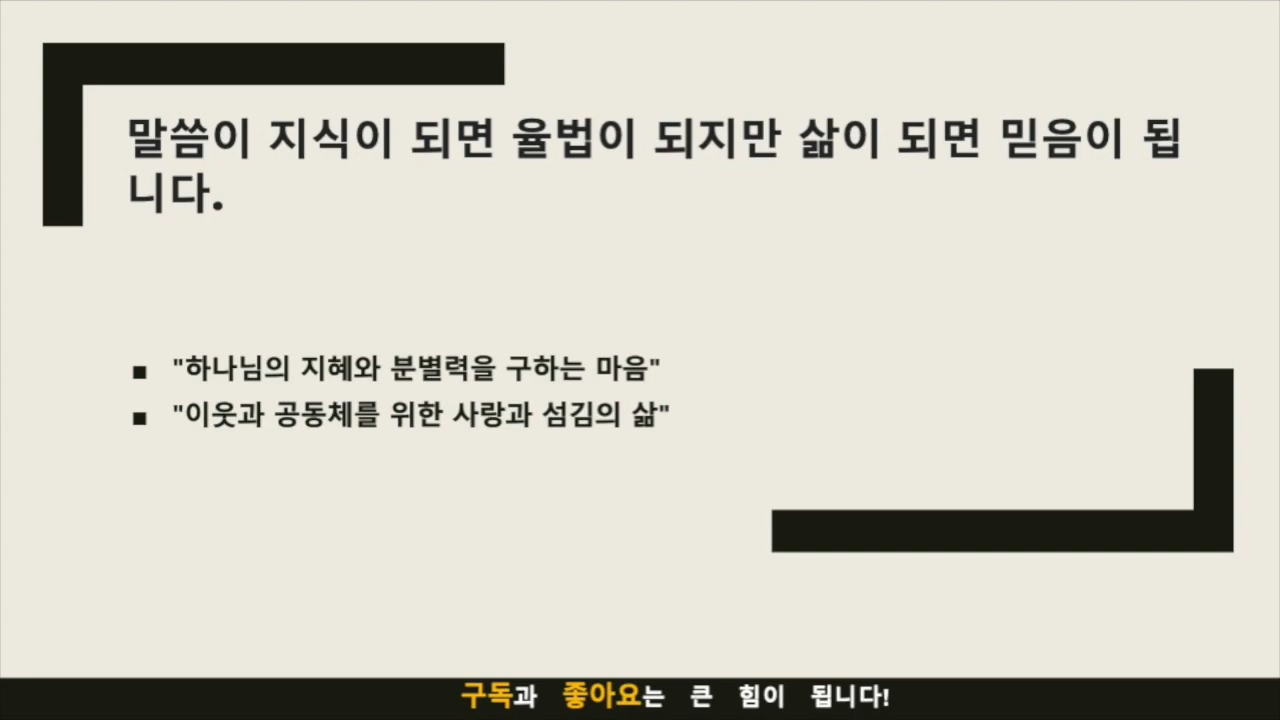 말씀이 지식이 되면 율법이 되지만 삶이 되면 믿음이 됩
니다.
■ "하나님의 지혜와 분별력을 구하는 마음"
■ "이웃과 공동체를 위한 사랑과 섬김의 삶"
구독과 좋아요는 큰 힘이 됩니다!